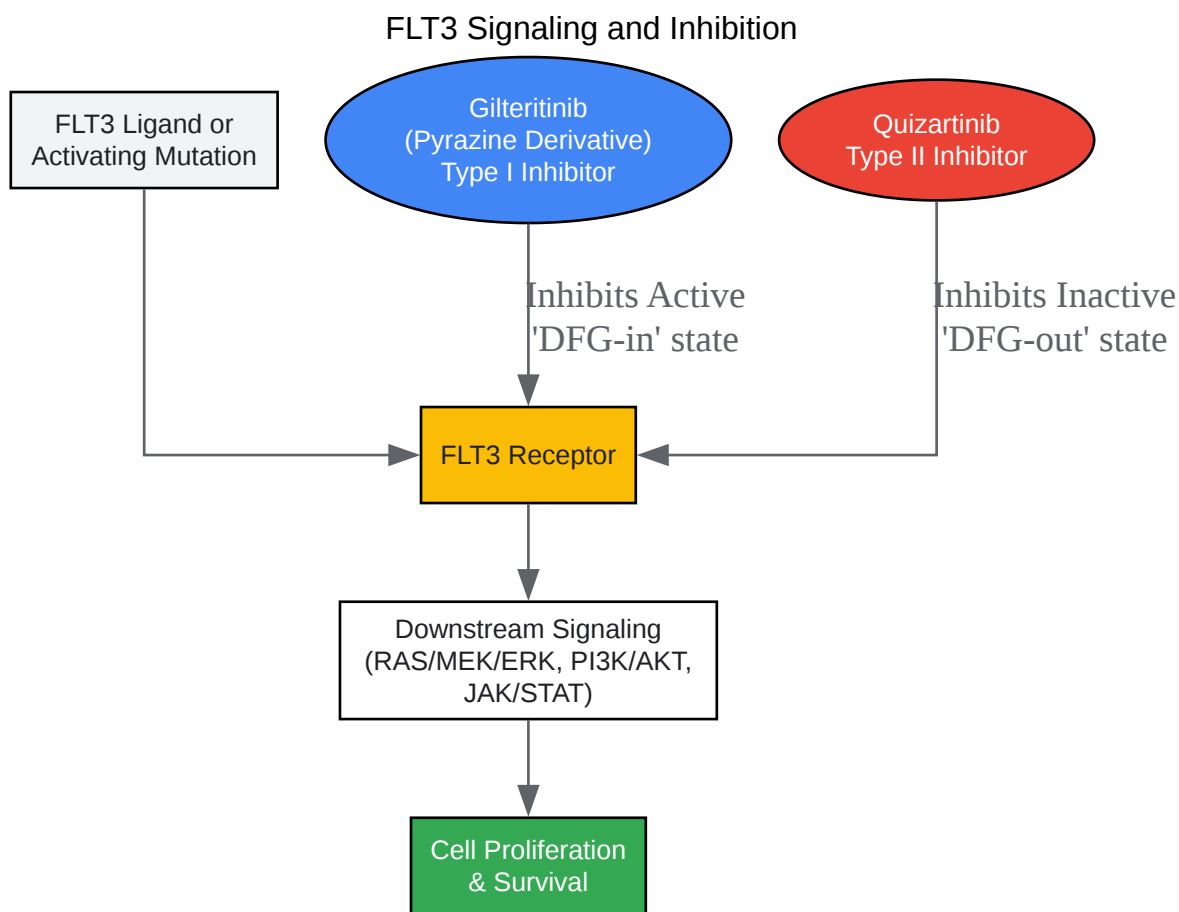 FLT3 Signaling and Inhibition
FLT3 Ligand or
Activating Mutation
Gilteritinib
(Pyrazine Derivative)
Type I Inhibitor
Quizartinib
Type II Inhibitor
Inhibits Active
'DFG-in' state
Inhibits Inactive
'DFG-out' state
FLT3 Receptor
Downstream Signaling
(RAS/MEK/ERK, PI3K/AKT,
JAK/STAT)
Cell Proliferation
& Survival